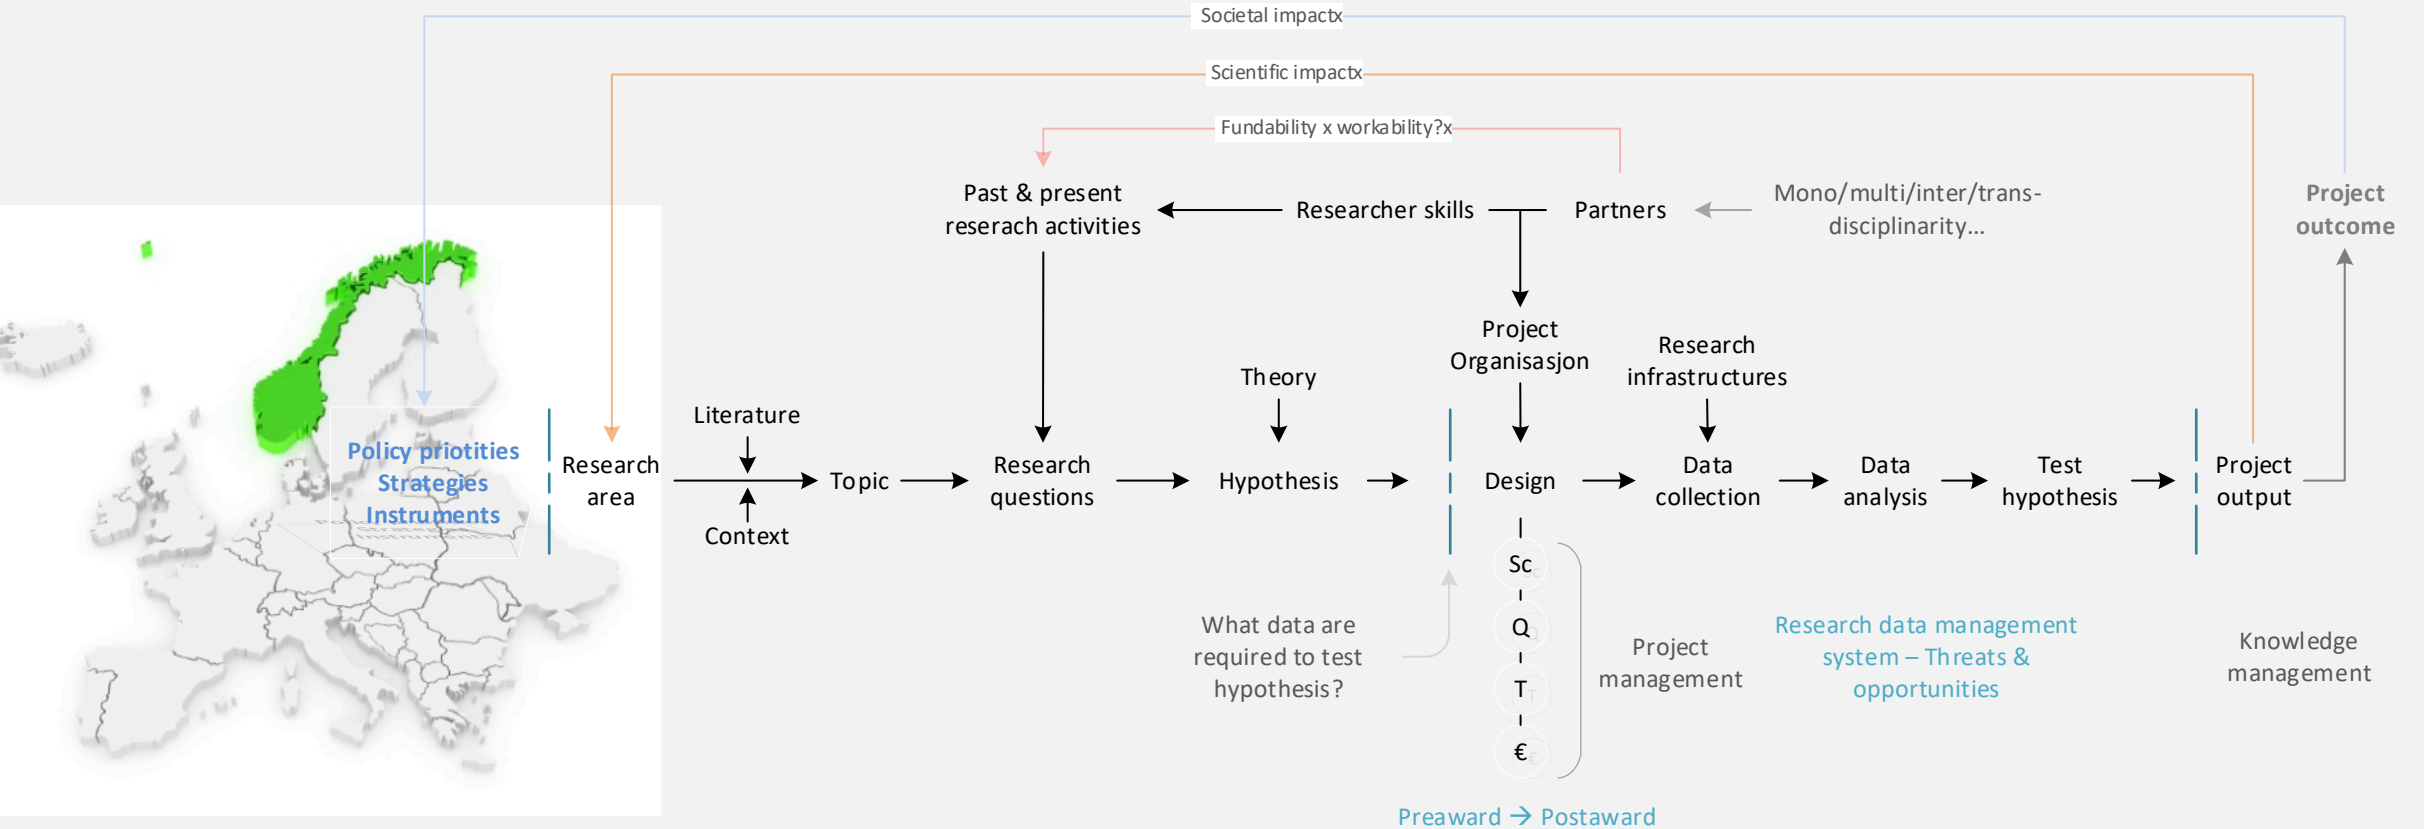 Societal impactx
Scientific impactx
Fundability x workability?x
Past & present
reserach activities
Researcher skills
Partners
Mono/multi/inter/trans-
disciplinarity...
Project
outcome
Project
Organisasjon
Research
infrastructures
Theory
Literature
Policy priotities
Strategies
Instruments
Research
area
Topic
Research
questions
Hypothesis
Design
Data
collection
Data
analysis
Test
hypothesis
Project
output
Context
Sc
Q
T
€
What data are
required to test
hypothesis?
Project
management
Research data management
system – Threats &
opportunities
Knowledge
management
Preaward → Postaward